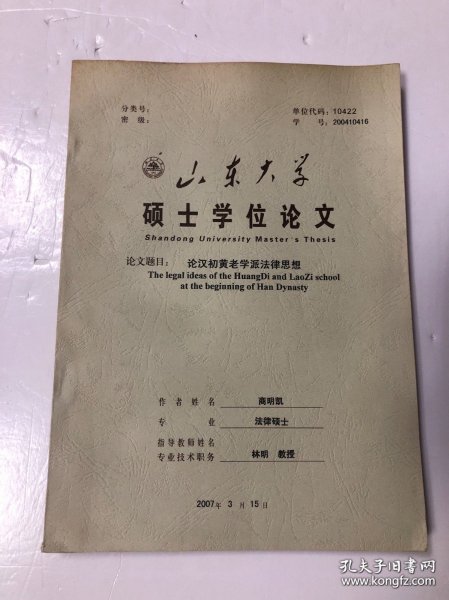 分类号： 单位代码：10422
密 级： 学 号：200410416
山东大学
硕士学位论文
Shandong University Master's Thesis
论文题目： 论汉初黄老学派法律思想
The legal ideas of the HuangDi and LaoZi school
at the beginning of Han Dynasty
作 者 姓 名 商明凯
专 业 法律硕士
指导教师姓名
专业技术职务 林明 教授
2007年 3 月 15日
孔夫子旧书网
www.kongfz.com